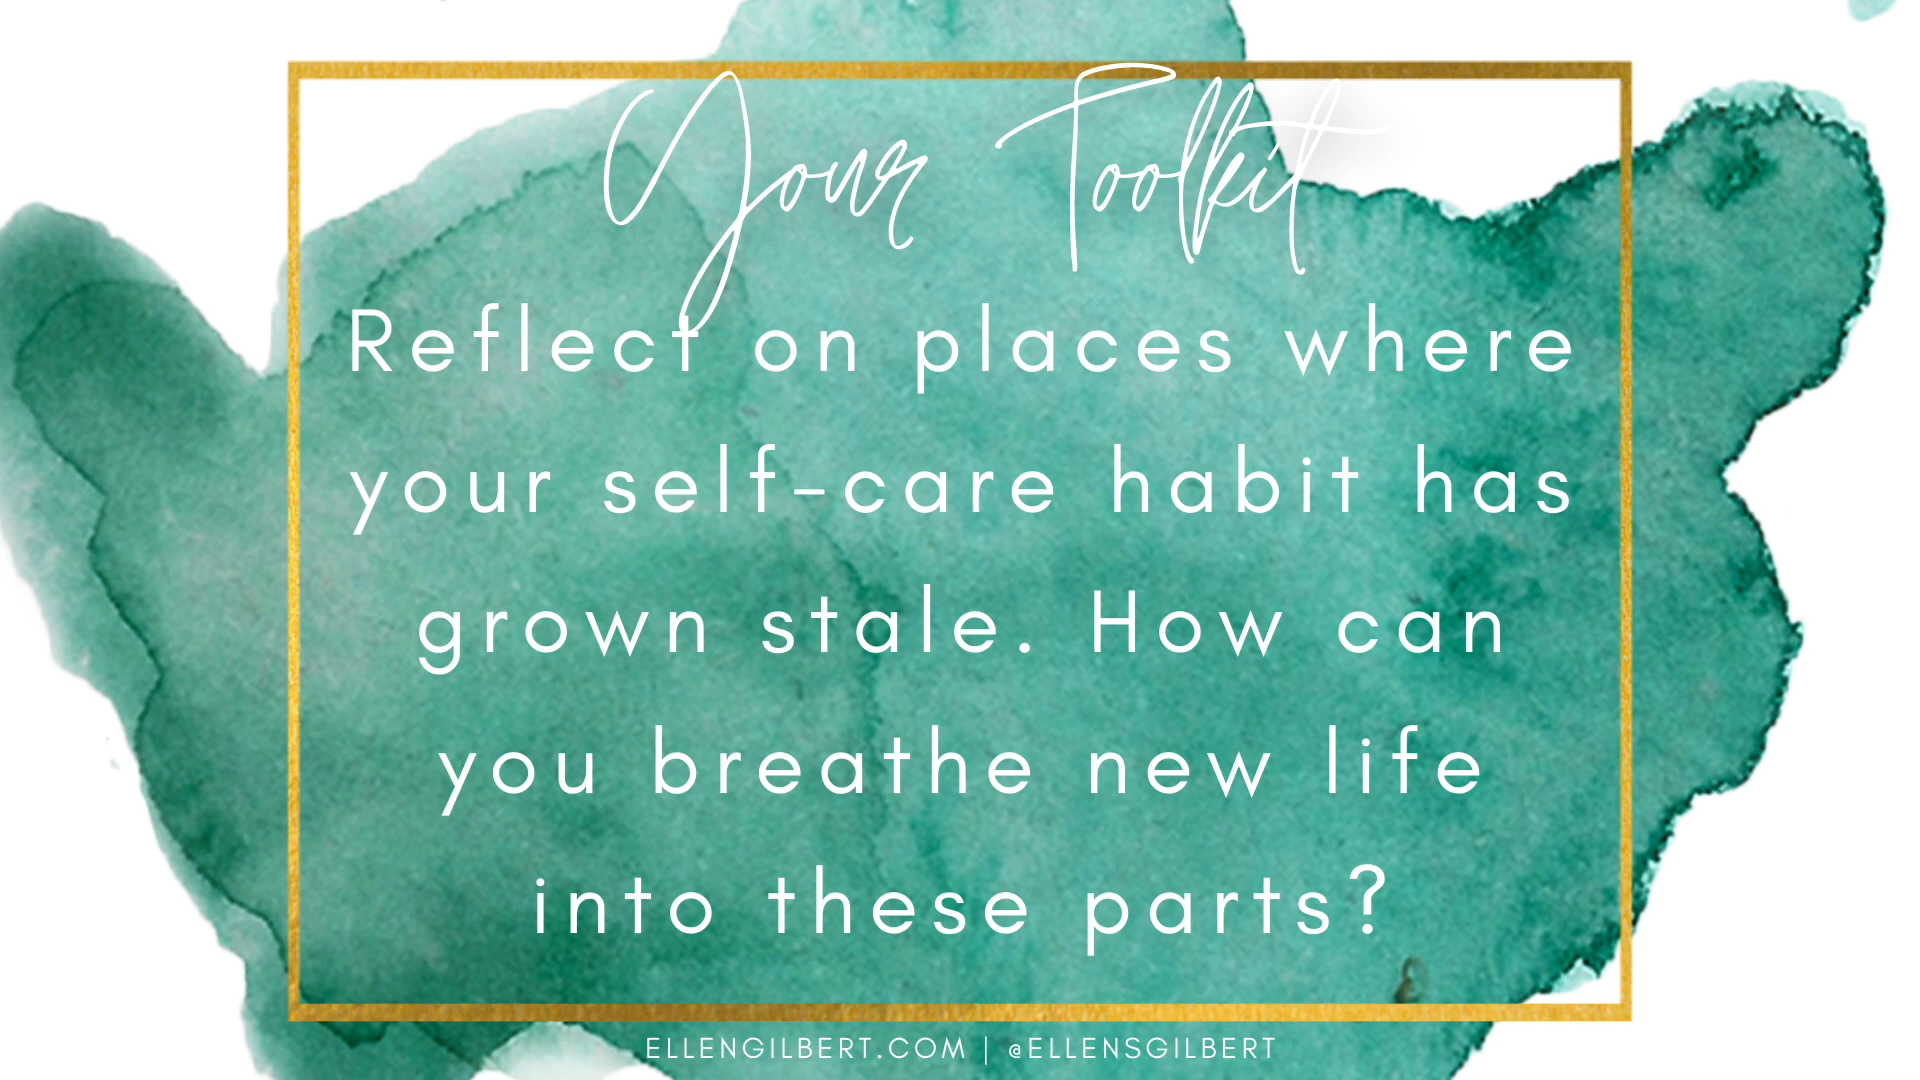 Your Toolkit
Reflect on places where
your self-care habit has
grown stale. How can
you breathe new life
into these parts?
ELLENGILBERT.COM | @ELLENSGILBERT